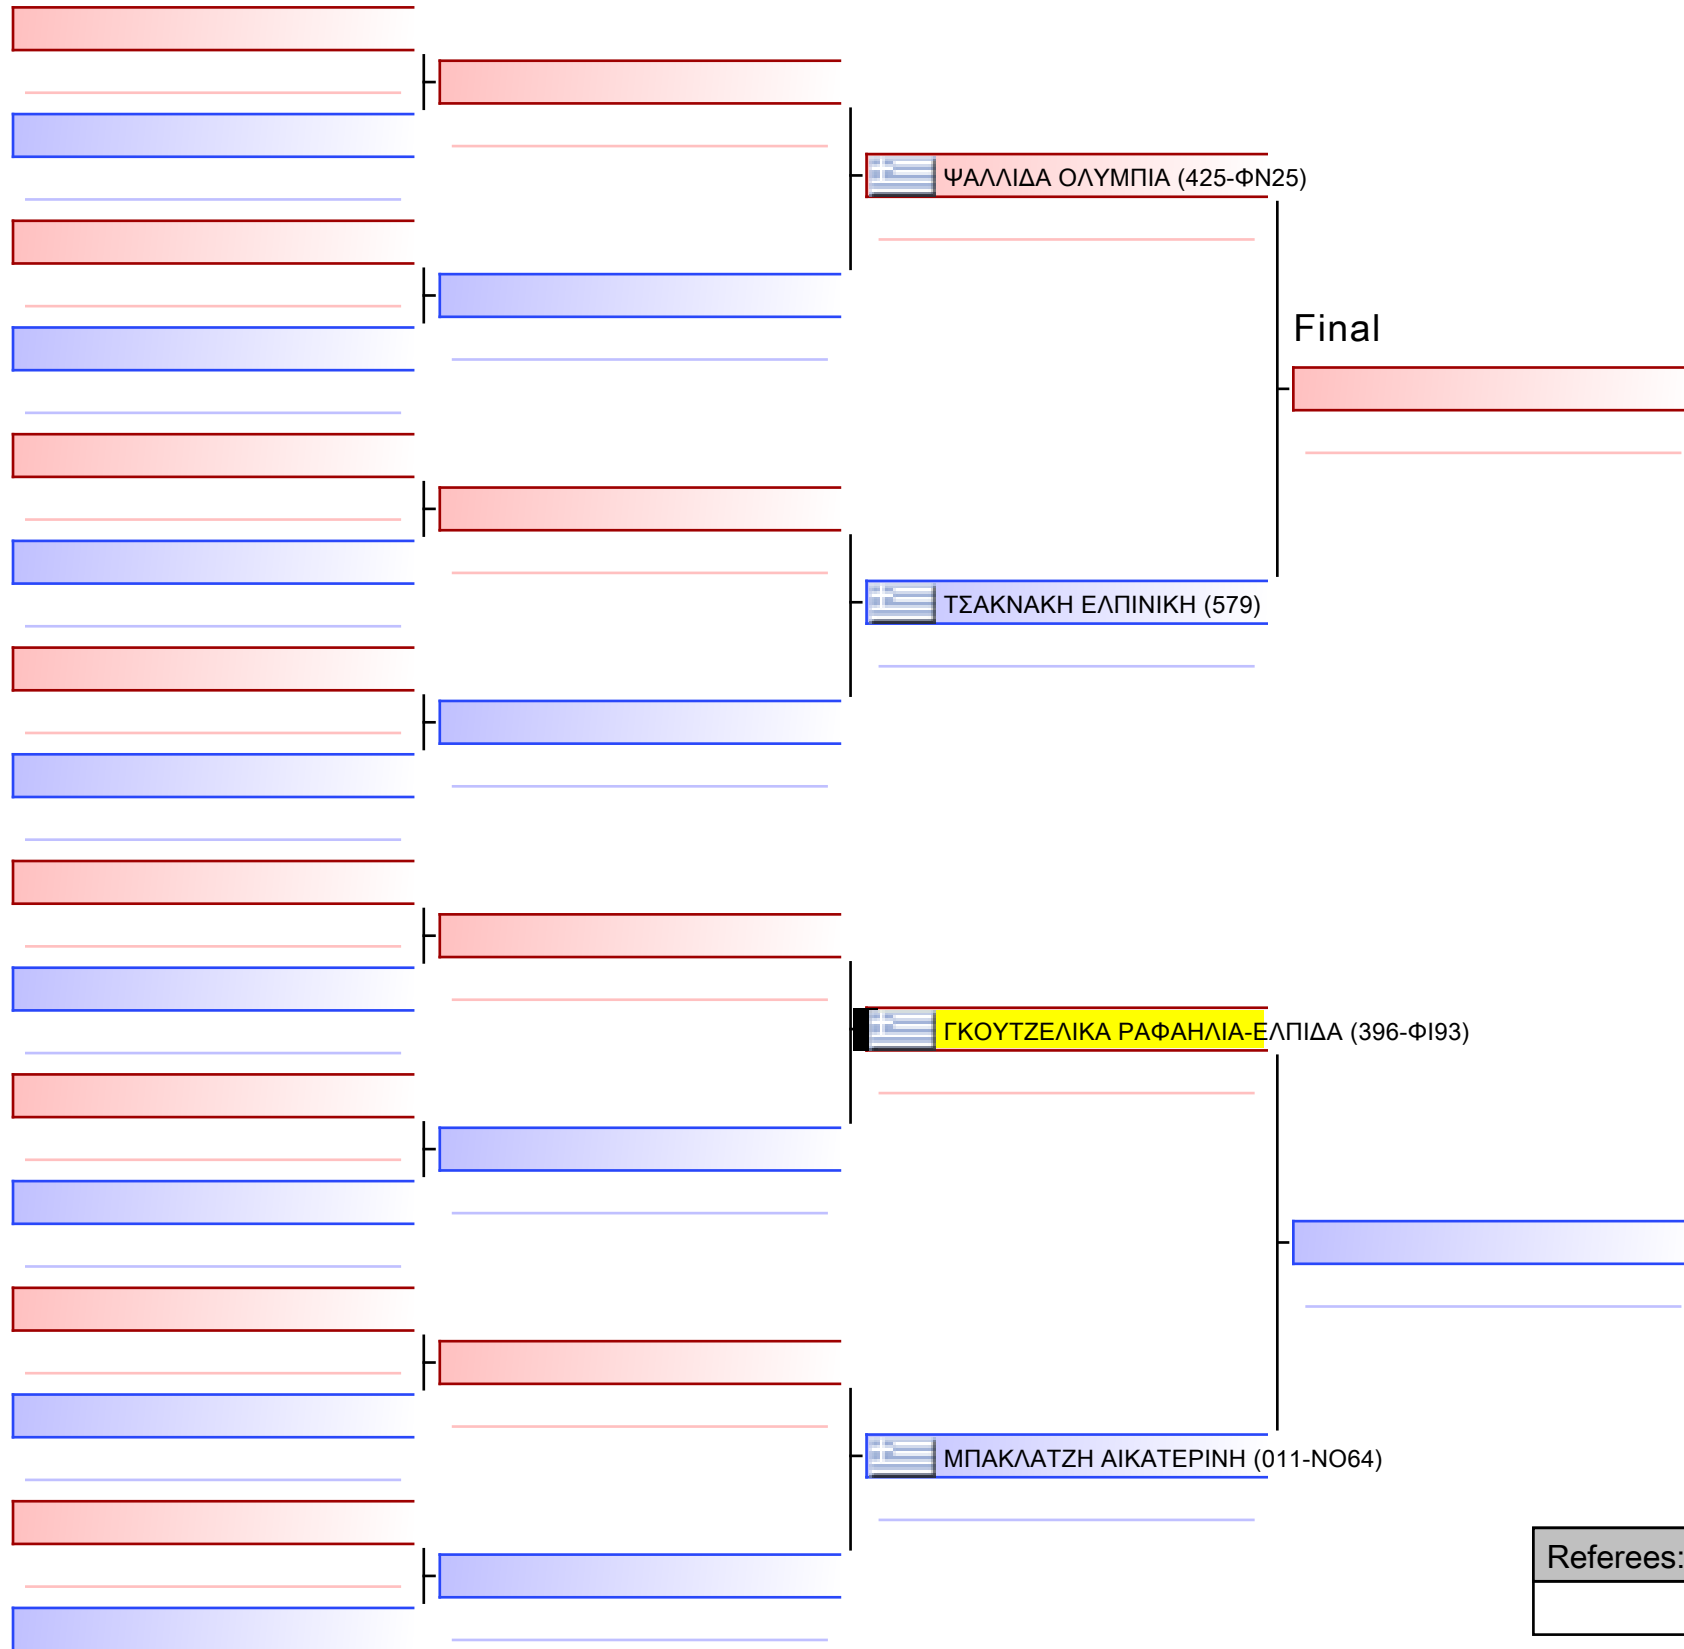 ΨΑΛΛΙΔΑ ΟΛΥΜΠΙΑ (425-ΦΝ25)
Final
ΤΣΑΚΝΑΚΗ ΕΛΠΙΝΙΚΗ (579)
ΓΚΟΥΤΖΕΛΙΚΑ ΡΑΦΑΗΛΙΑ-ΕΛΠΙΔΑ (396-ΦΙ93)
ΜΠΑΚΛΑΤΖΗ ΑΙΚΑΤΕΡΙΝΗ (011-ΝΟ64)
Referees: